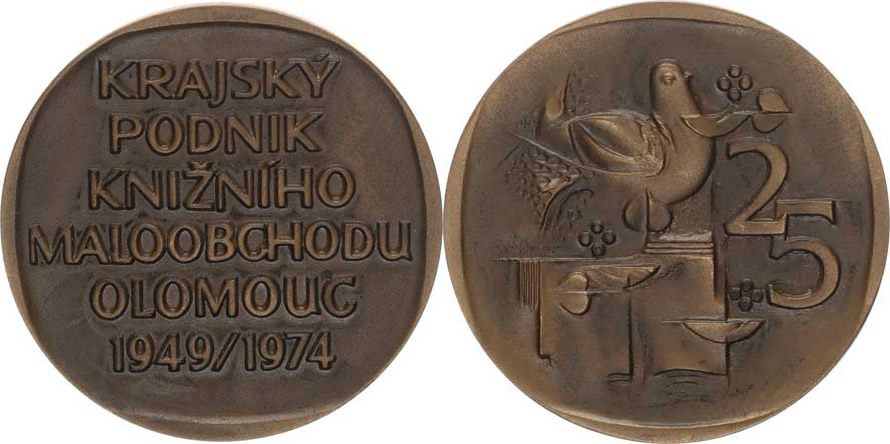 KRAJSKÝ
PODNIK
KNIŽNÍHO
MALOOBCHODU
OLOMOUC
1949/1974
25